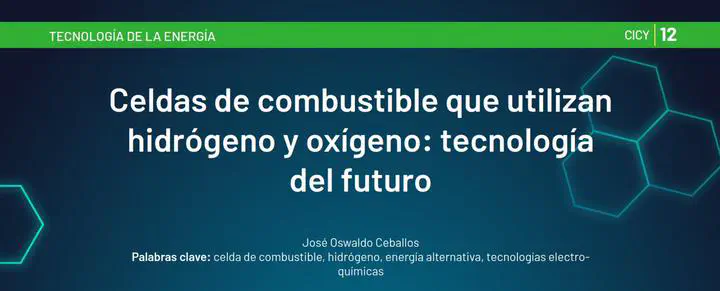 TECNOLOGÍA DE LA ENERGÍA
CICY 12
Celdas de combustible que utilizan
hidrógeno y oxígeno: tecnología
del futuro
José Oswaldo Ceballos
Palabras clave: celda de combustible, hidrógeno, energía alternativa, tecnologías electro-
químicas